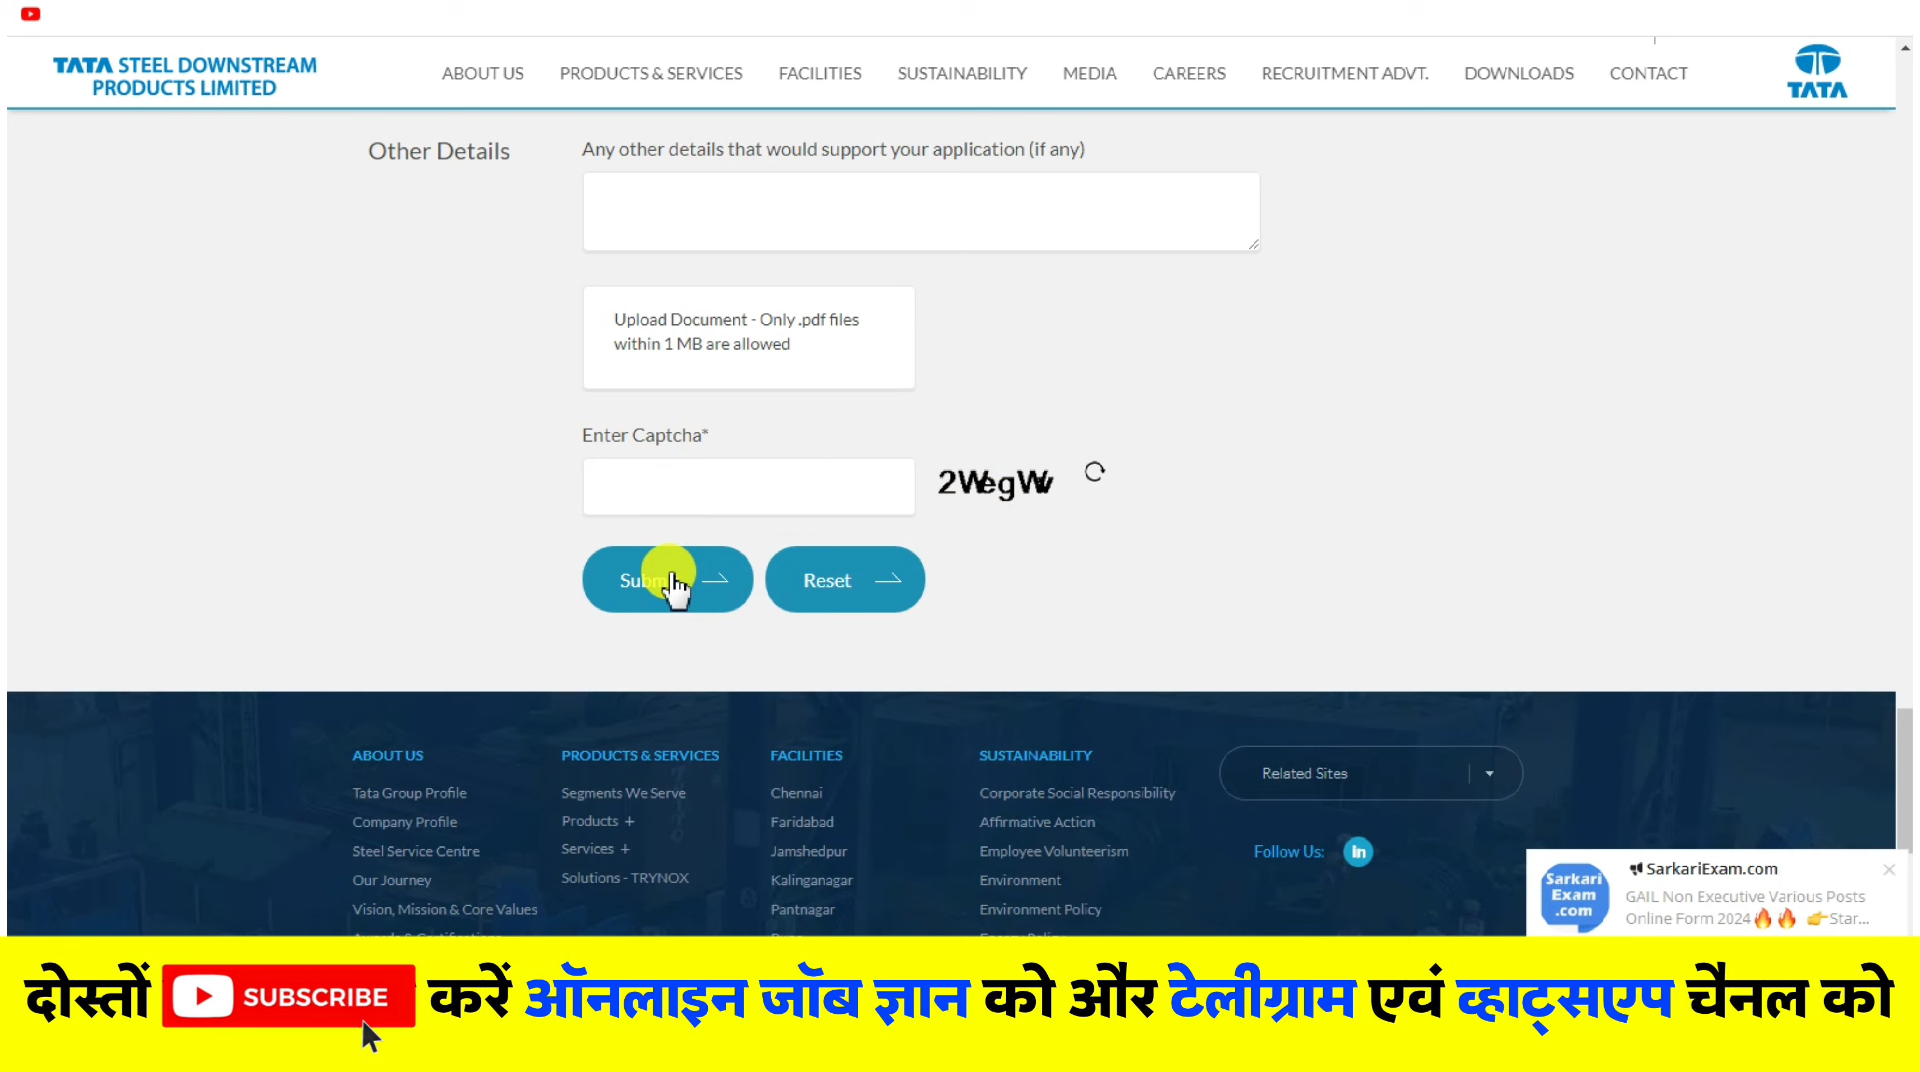 TATA STEEL DOWNSTREAM
PRODUCTS LIMITED
ABOUT US PRODUCTS & SERVICES FACILITIES SUSTAINABILITY MEDIA CAREERS RECRUITMENT ADVT. DOWNLOADS CONTACT
TATA
Other Details
Any other details that would support your application (if any)
Upload Document - Only .pdf files
within 1 MB are allowed
Enter Captcha*
Reset
ABOUT US
Tata Group Profile
Company Profile
Steel Service Centre
Our Journey
Vision, Mission & Core Values
PRODUCTS & SERVICES
Segments We Serve
Products +
Services +
Solutions - TRYNOX
FACILITIES
Chennai
Faridabad
Jamshedpur
Kalinganagar
Pantnagar
SUSTAINABILITY
Corporate Social Responsibility
Affirmative Action
Employee Volunteerism
Environment
Environment Policy
Related Sites
Follow Us: in
Sarkari
Exam
.com
SarkariExam.com
GAIL Non Executive Various Posts
Online Form 2024🔥🔥 👉Star...
दोस्तों SUBSCRIBE करें ऑनलाइन जॉब ज्ञान को और टेलीग्राम एवं व्हाट्सएप चैनल को